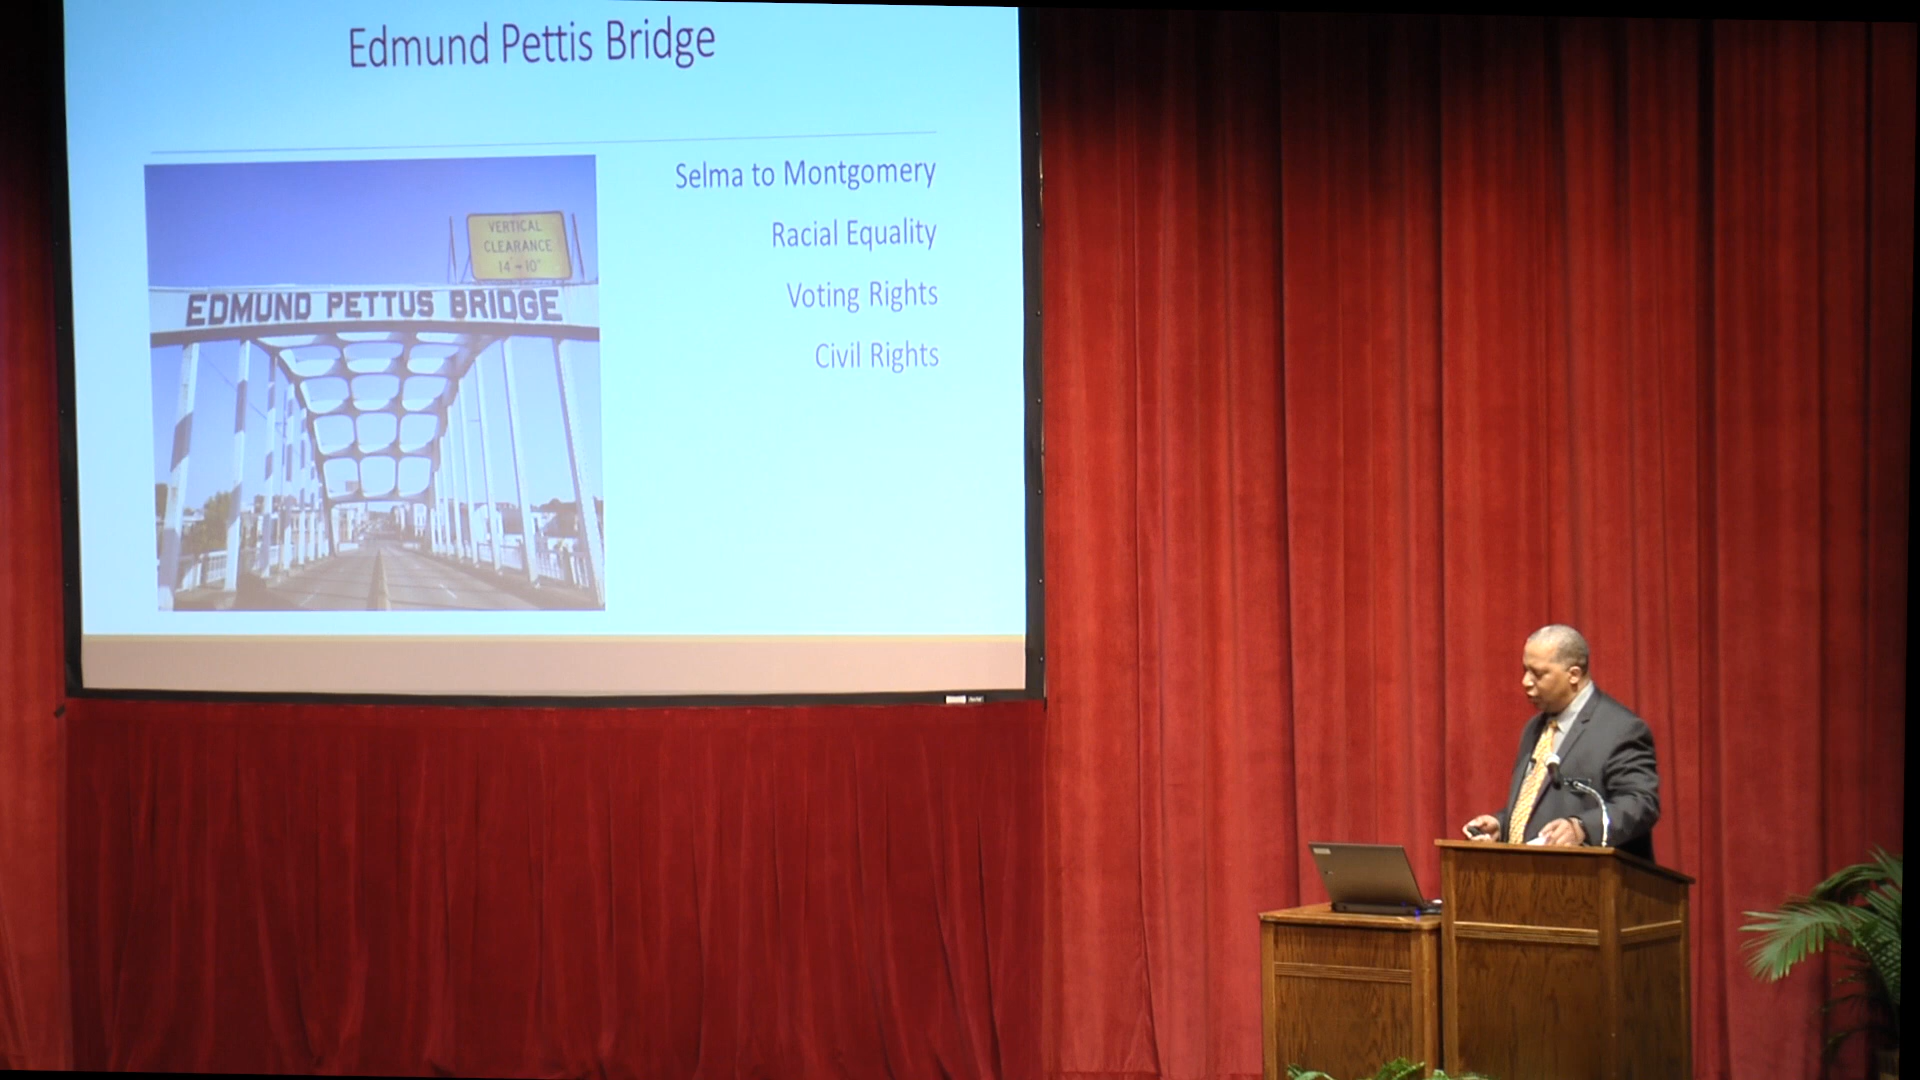 Edmund Pettis Bridge
Selma to Montgomery
Racial Equality
Voting Rights
Civil Rights
VERTICAL
CLEARANCE
14-10"
EDMUND PETTUS BRIDGE